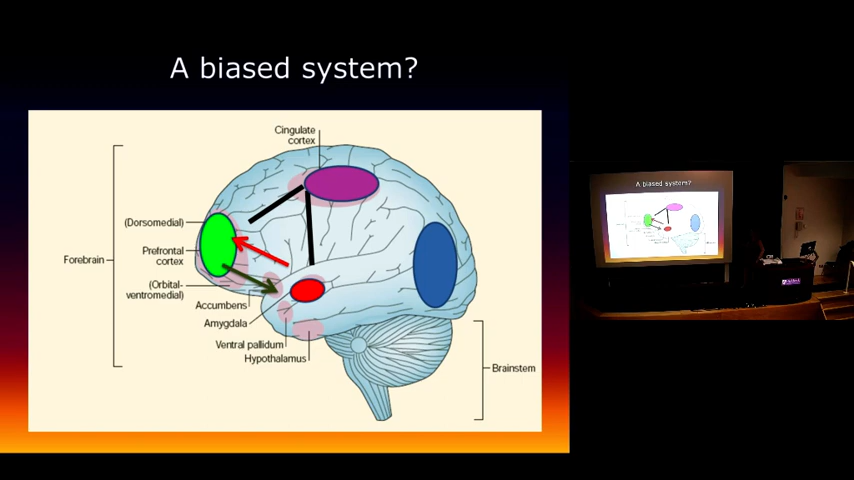 A biased system?
Cingulate
cortex
(Dorsomedial)
Prefrontal
cortex
Forebrain
(Orbital-
ventromedial)
Accumbens
Amygdala
Ventral pallidum
Hypothalamus
Brainstem
A biased system?